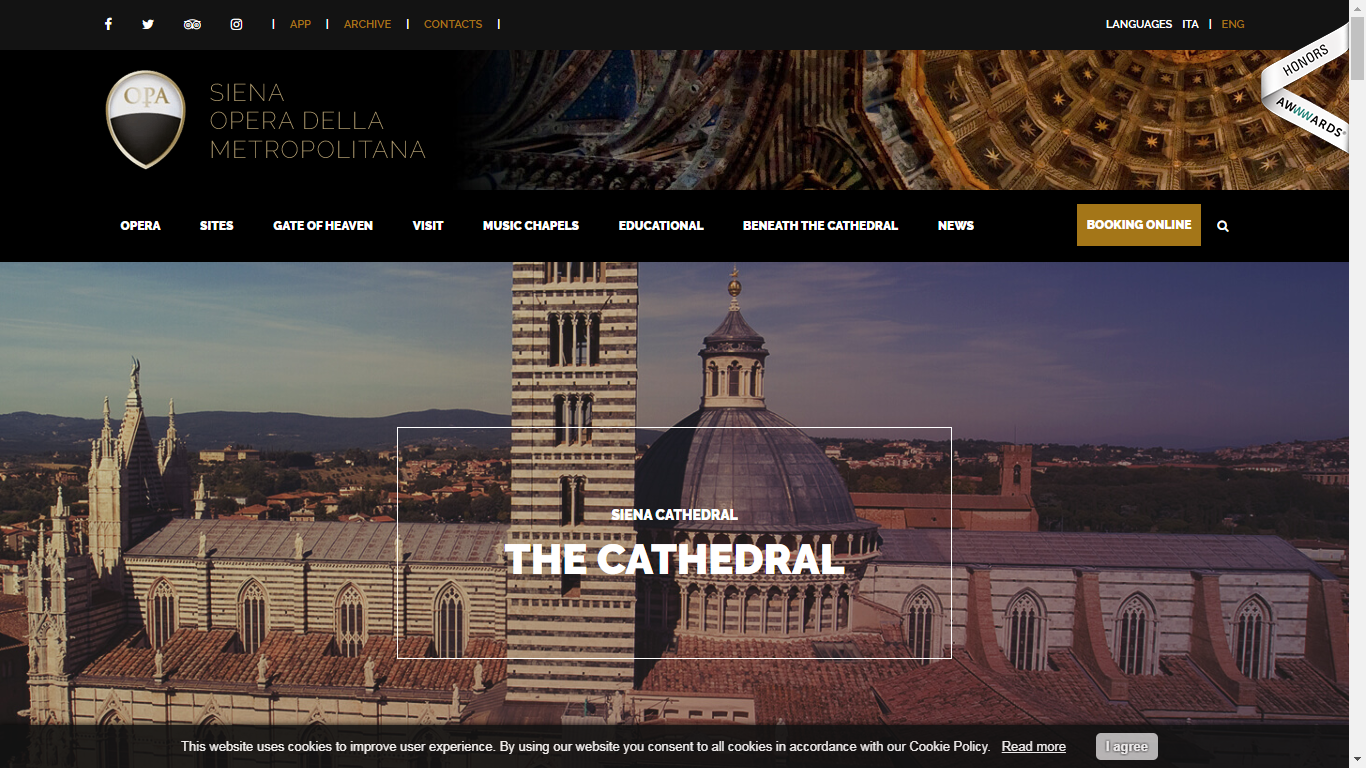 APP | ARCHIVE | CONTACTS |
LANGUAGES ITA | ENG
HONORS
AWWWARDS®
OPA
SIENA
OPERA DELLA
METROPOLITANA
OPERA SITES GATE OF HEAVEN VISIT MUSIC CHAPELS EDUCATIONAL BENEATH THE CATHEDRAL NEWS BOOKING ONLINE
SIENA CATHEDRAL
THE CATHEDRAL
This website uses cookies to improve user experience. By using our website you consent to all cookies in accordance with our Cookie Policy. Read more I agree